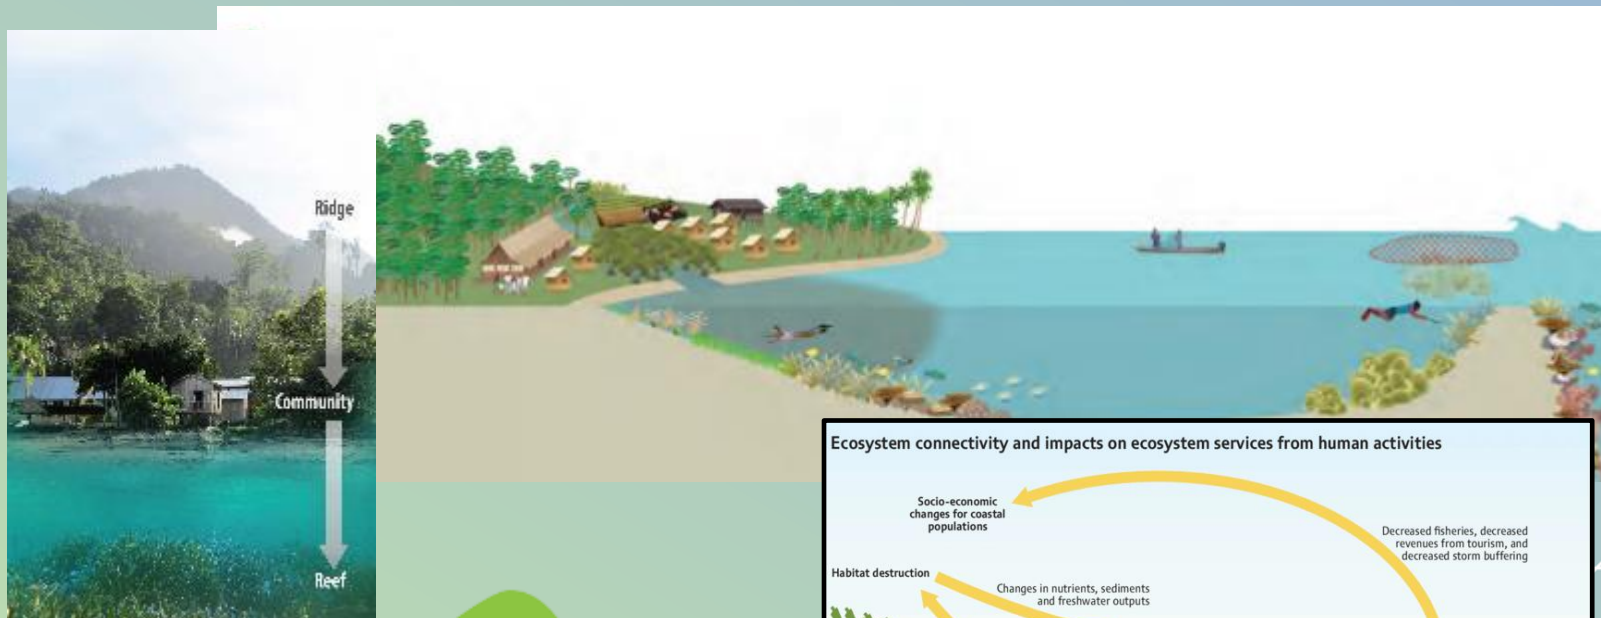 Ridge
Community
Reef
Ecosystem connectivity and impacts on ecosystem services from human activities
Socio-economic
changes for coastal
populations
Decreased fisheries, decreased
revenues from tourism, and
decreased storm buffering
Habitat destruction
Changes in nutrients, sediments
and freshwater outputs